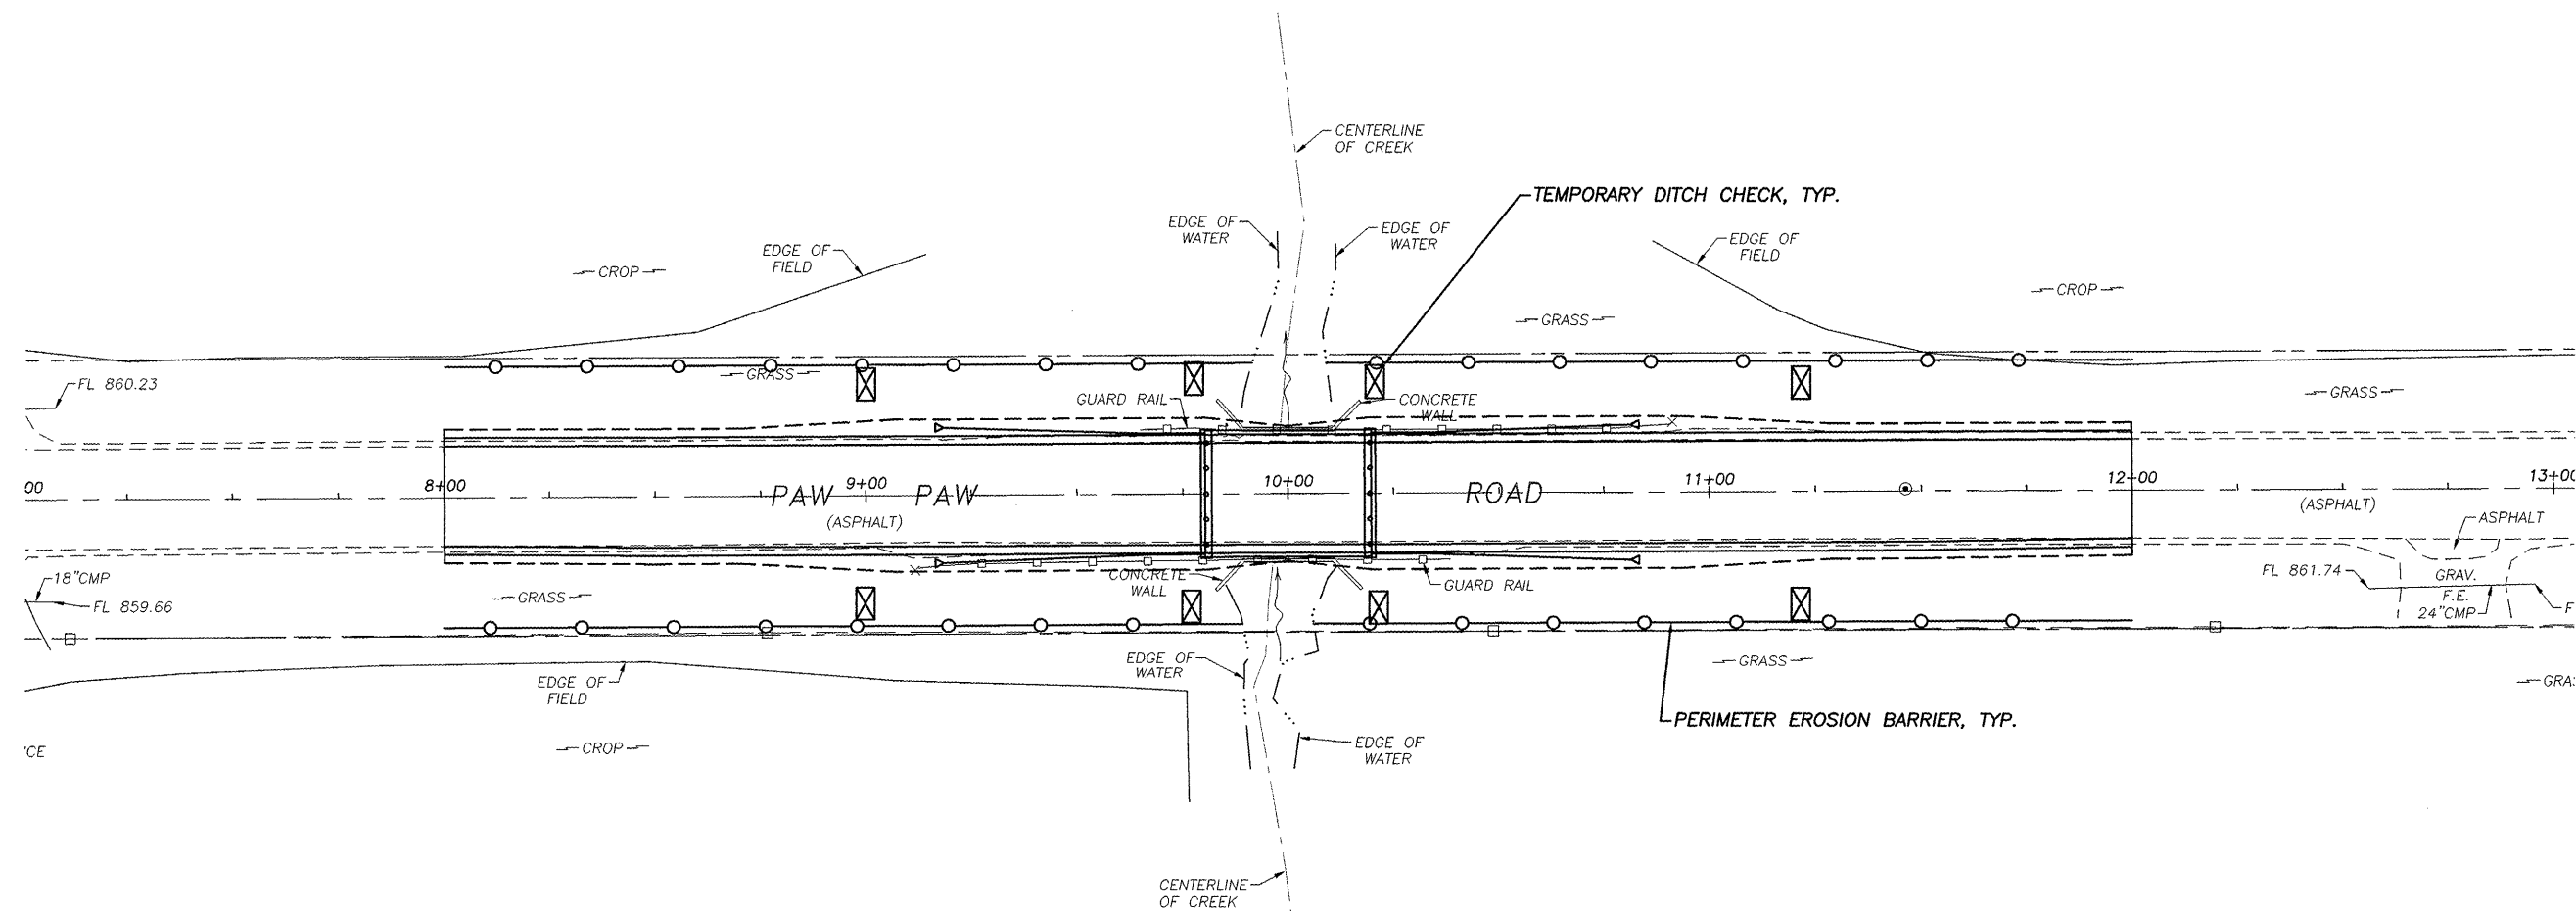 CENTERLINE
OF CREEK
TEMPORARY DITCH CHECK, TYP.
EDGE OF
WATER
EDGE OF
WATER
EDGE OF
FIELD
EDGE OF
FIELD
CROP
CROP
GRASS
GRASS
FL 860.23
GUARD RAIL
CONCRETE
WALL
GRASS
00
8+00
9+00
10+00
11+00
12+00
13+00
PAW PAW ROAD
(ASPHALT)
(ASPHALT)
ASPHALT
18"CMP
FL 859.66
GRASS
CONCRETE
WALL
GUARD RAIL
FL 861.74
GRAV.
F.E.
24"CMP
F
EDGE OF
WATER
GRASS
EDGE OF
FIELD
GRAS
PERIMETER EROSION BARRIER, TYP.
'CE
CROP
EDGE OF
WATER
CENTERLINE
OF CREEK